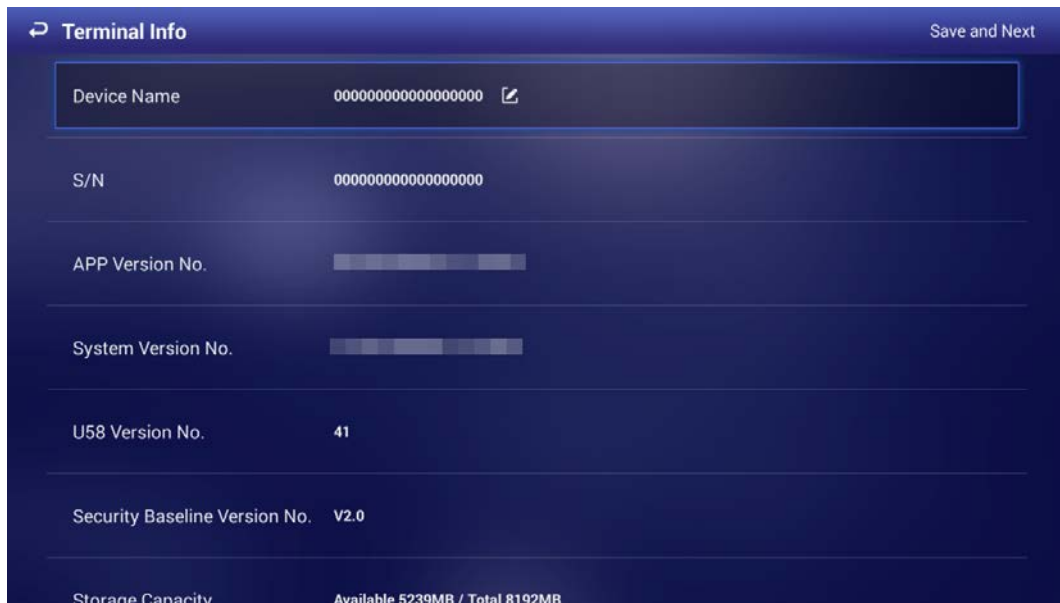 Terminal Info
Save and Next
Device Name 000000000000000000
S/N 000000000000000000
APP Version No.
System Version No.
U58 Version No. 41
Security Baseline Version No. V2.0
Storage Capacity Available 5239MB / Total 8192MB